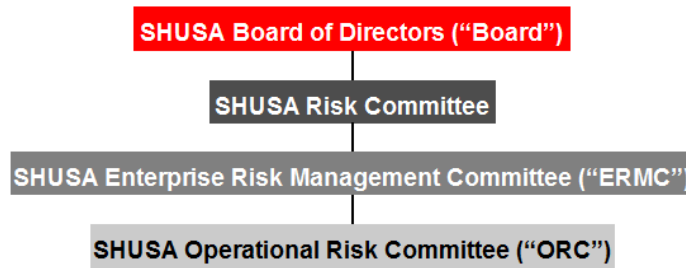 SHUSA Board of Directors (“Board”)
SHUSA Risk Committee
SHUSA Enterprise Risk Management Committee (“ERMC”)
SHUSA Operational Risk Committee (“ORC”)